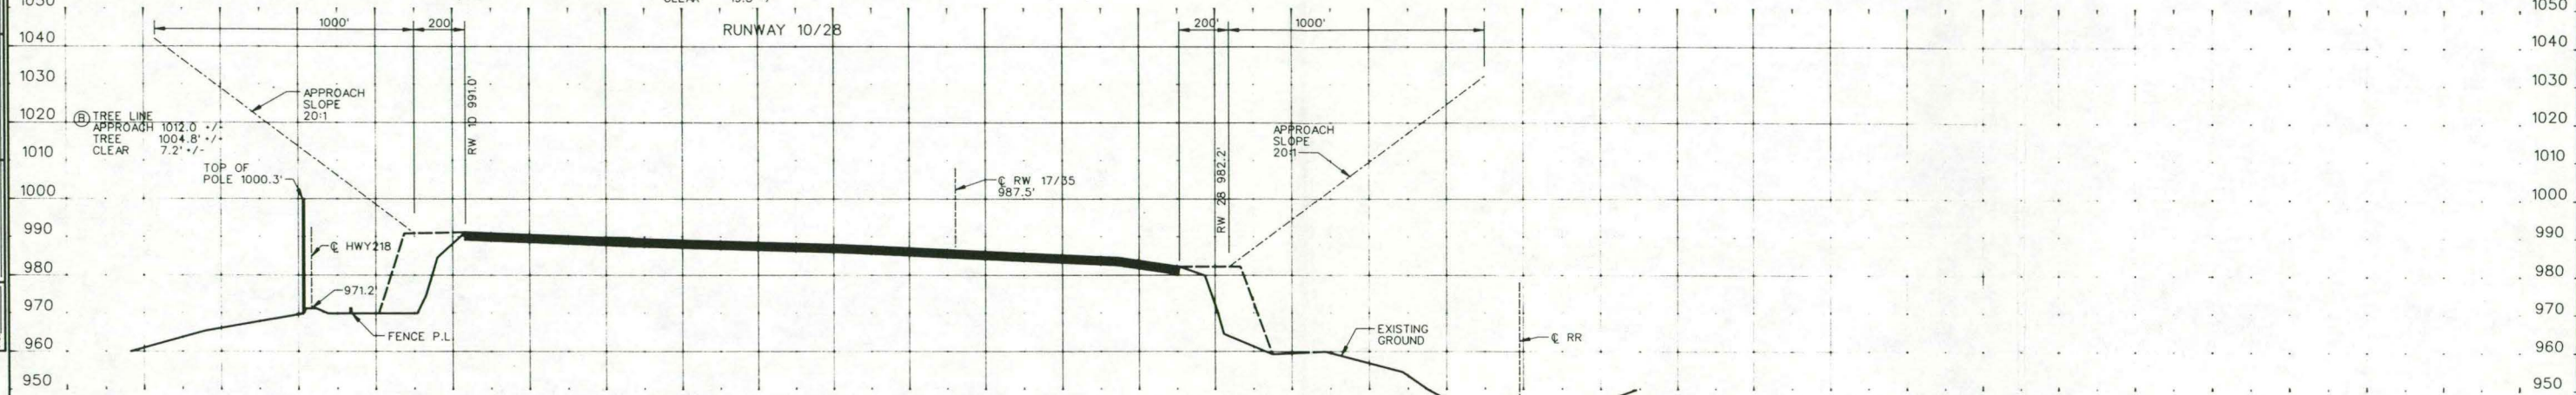 1050
1050
1000'
200'
RUNWAY 10/28
200'
1000'
1040
1040
1030
1030
APPROACH
SLOPE
20:1
RW 10 991.0'
1020
1020
B TREE LINE
APPROACH 1012.0 +/-
TREE 1004.8' +/-
CLEAR 7.2' +/-
APPROACH
SLOPE
20:1
1010
1010
TOP OF
POLE 1000.3'
℄ RW 17/35
987.5'
RW 28 982.2'
1000
1000
990
990
℄ HWY218
980
980
971.2'
970
970
FENCE P.L.
EXISTING
GROUND
℄ RR
960
960
950
950